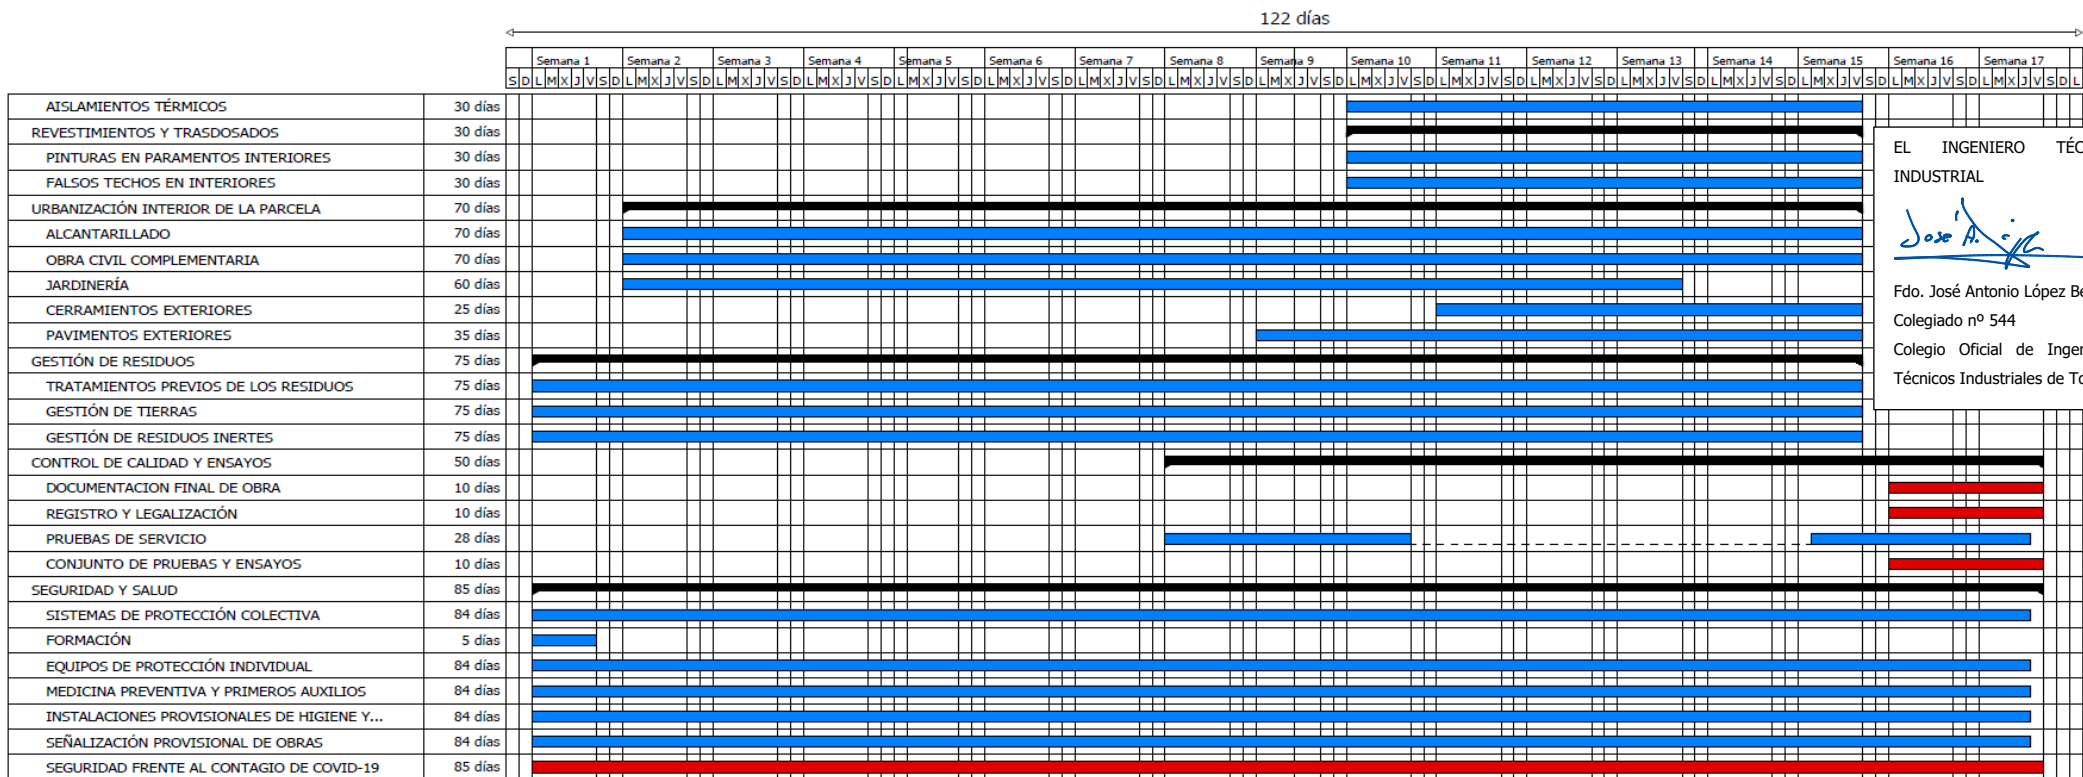 122 días
Semana 1 Semana 2 Semana 3 Semana 4 Semana 5 Semana 6 Semana 7 Semana 8 Semana 9 Semana 10 Semana 11 Semana 12 Semana 13 Semana 14 Semana 15 Semana 16 Semana 17
S D L M X J V S D L M X J V S D L M X J V S D L M X J V S D L M X J V S D L M X J V S D L M X J V S D L M X J V S D L M X J V S D L M X J V S D L M X J V S D L M X J V S D L M X J V S D L M X J V S D L M X J V S D L M X J V S D L M X J V S D L
AISLAMIENTOS TÉRMICOS 30 días
REVESTIMIENTOS Y TRASDOSADOS 30 días
PINTURAS EN PARAMENTOS INTERIORES 30 días
FALSOS TECHOS EN INTERIORES 30 días
URBANIZACIÓN INTERIOR DE LA PARCELA 70 días
ALCANTARILLADO 70 días
OBRA CIVIL COMPLEMENTARIA 70 días
JARDINERÍA 60 días
CERRAMIENTOS EXTERIORES 25 días
PAVIMENTOS EXTERIORES 35 días
GESTIÓN DE RESIDUOS 75 días
TRATAMIENTOS PREVIOS DE LOS RESIDUOS 75 días
GESTIÓN DE TIERRAS 75 días
GESTIÓN DE RESIDUOS INERTES 75 días
CONTROL DE CALIDAD Y ENSAYOS 50 días
DOCUMENTACION FINAL DE OBRA 10 días
REGISTRO Y LEGALIZACIÓN 10 días
PRUEBAS DE SERVICIO 28 días
CONJUNTO DE PRUEBAS Y ENSAYOS 10 días
SEGURIDAD Y SALUD 85 días
SISTEMAS DE PROTECCIÓN COLECTIVA 84 días
FORMACIÓN 5 días
EQUIPOS DE PROTECCIÓN INDIVIDUAL 84 días
MEDICINA PREVENTIVA Y PRIMEROS AUXILIOS 84 días
INSTALACIONES PROVISIONALES DE HIGIENE Y... 84 días
SEÑALIZACIÓN PROVISIONAL DE OBRAS 84 días
SEGURIDAD FRENTE AL CONTAGIO DE COVID-19 85 días
EL INGENIERO TÉC
INDUSTRIAL
José A.
Fdo. José Antonio López Be
Colegiado nº 544
Colegio Oficial de Inger
Técnicos Industriales de To